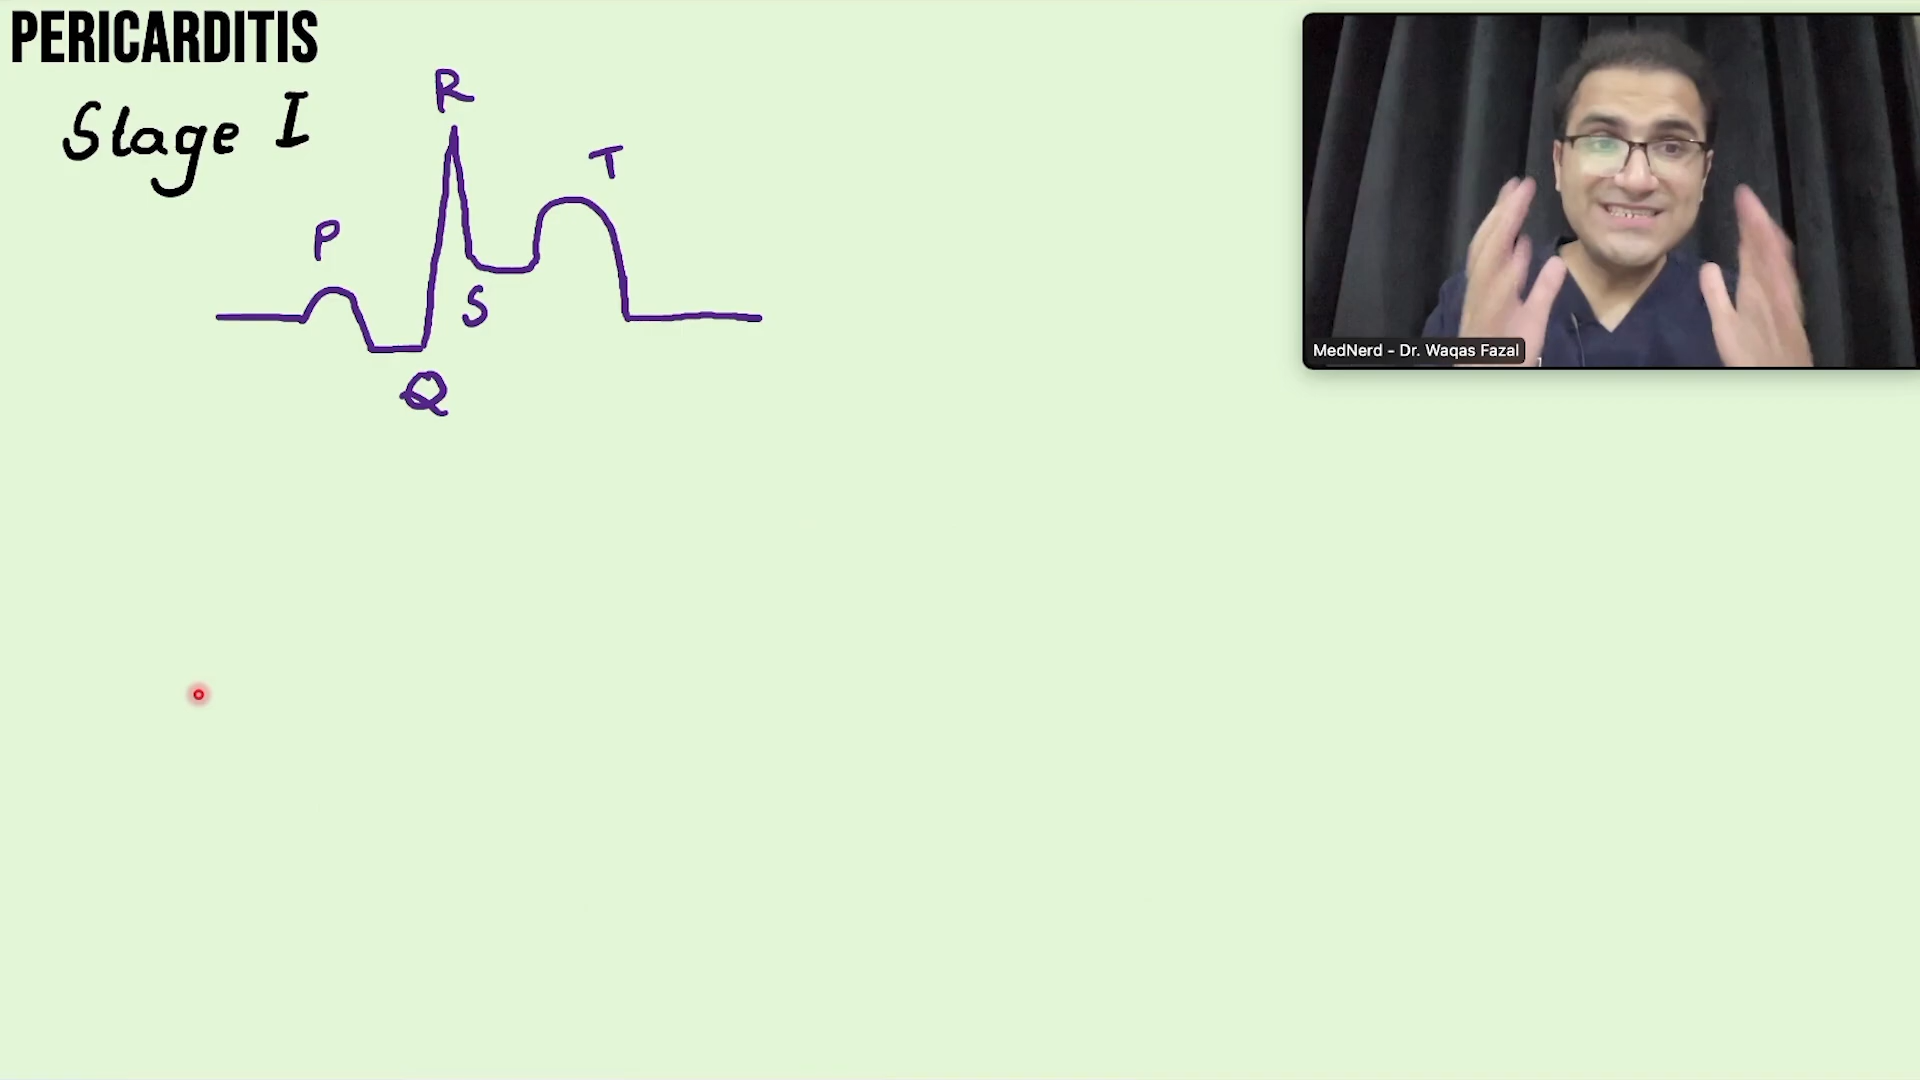 PERICARDITIS
Stage I
R
T
P
S
Q
MedNerd - Dr. Waqas Fazal